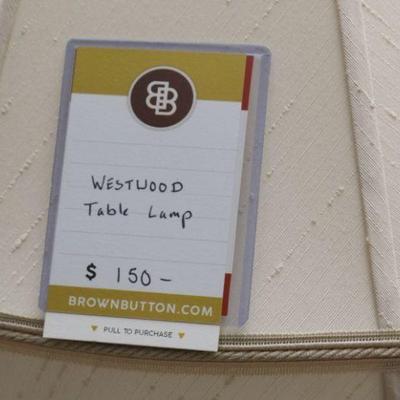 BB
WESTWOOD
Table Lamp
$ 150-
BROWNBUTTON.COM
▼ PULL TO PURCHASE ▼